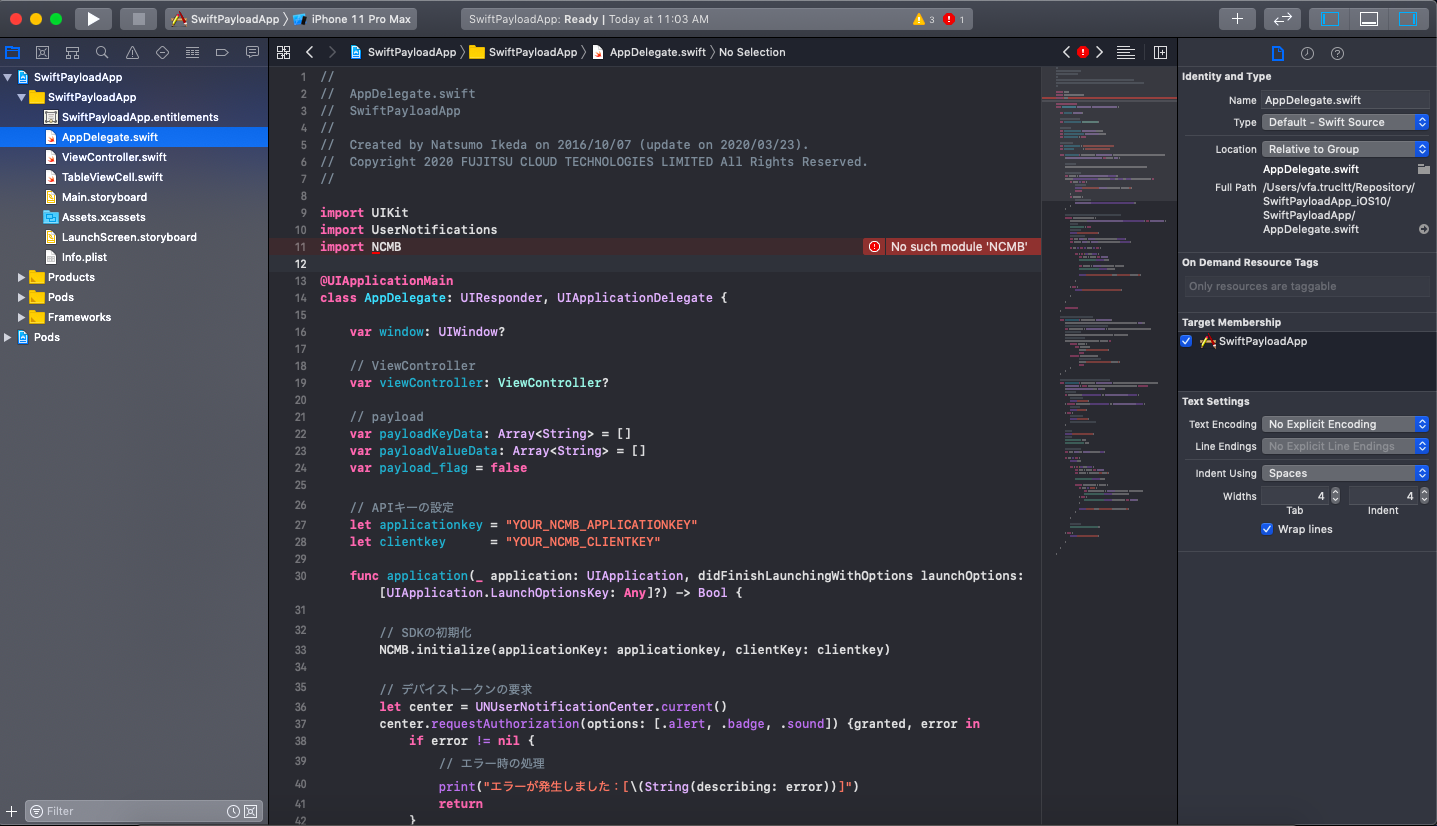 SwiftPayloadApp 〉 iPhone 11 Pro Max
SwiftPayloadApp: Ready | Today at 11:03 AM
3
1
SwiftPayloadApp
SwiftPayloadApp
SwiftPayloadApp.entitlements
AppDelegate.swift
ViewController.swift
TableViewCell.swift
Main.storyboard
Assets.xcassets
LaunchScreen.storyboard
Info.plist
Products
Pods
Frameworks
Pods
Filter
SwiftPayloadApp 〉 SwiftPayloadApp 〉 AppDelegate.swift 〉 No Selection
1 //
2 //  AppDelegate.swift
3 //  SwiftPayloadApp
4 //
5 //  Created by Natsumo Ikeda on 2016/10/07 (update on 2020/03/23).
6 //  Copyright 2020 FUJITSU CLOUD TECHNOLOGIES LIMITED All Rights Reserved.
7 //
8
9 import UIKit
10 import UserNotifications
11 import NCMB No such module 'NCMB'
12
13 @UIApplicationMain
14 class AppDelegate: UIResponder, UIApplicationDelegate {
15
16     var window: UIWindow?
17
18     // ViewController
19     var viewController: ViewController?
20
21     // payload
22     var payloadKeyData: Array<String> = []
23     var payloadValueData: Array<String> = []
24     var payload_flag = false
25
26     // APIキーの設定
27     let applicationkey = "YOUR_NCMB_APPLICATIONKEY"
28     let clientkey      = "YOUR_NCMB_CLIENTKEY"
29
30     func application(_ application: UIApplication, didFinishLaunchingWithOptions launchOptions:
        [UIApplication.LaunchOptionsKey: Any]?) -> Bool {
31
32         // SDKの初期化
33         NCMB.initialize(applicationKey: applicationkey, clientKey: clientkey)
34
35         // デバイストークンの要求
36         let center = UNUserNotificationCenter.current()
37         center.requestAuthorization(options: [.alert, .badge, .sound]) {granted, error in
38             if error != nil {
39                 // エラー時の処理
40                 print("エラーが発生しました：[\(String(describing: error))]")
41                 return
42             }
Identity and Type
Name AppDelegate.swift
Type Default - Swift Source
Location Relative to Group
AppDelegate.swift
Full Path /Users/vfa.trucltt/Repository/
SwiftPayloadApp_iOS10/
SwiftPayloadApp/
AppDelegate.swift
On Demand Resource Tags
Only resources are taggable
Target Membership
SwiftPayloadApp
Text Settings
Text Encoding No Explicit Encoding
Line Endings No Explicit Line Endings
Indent Using Spaces
Widths 4 4
Tab Indent
Wrap lines